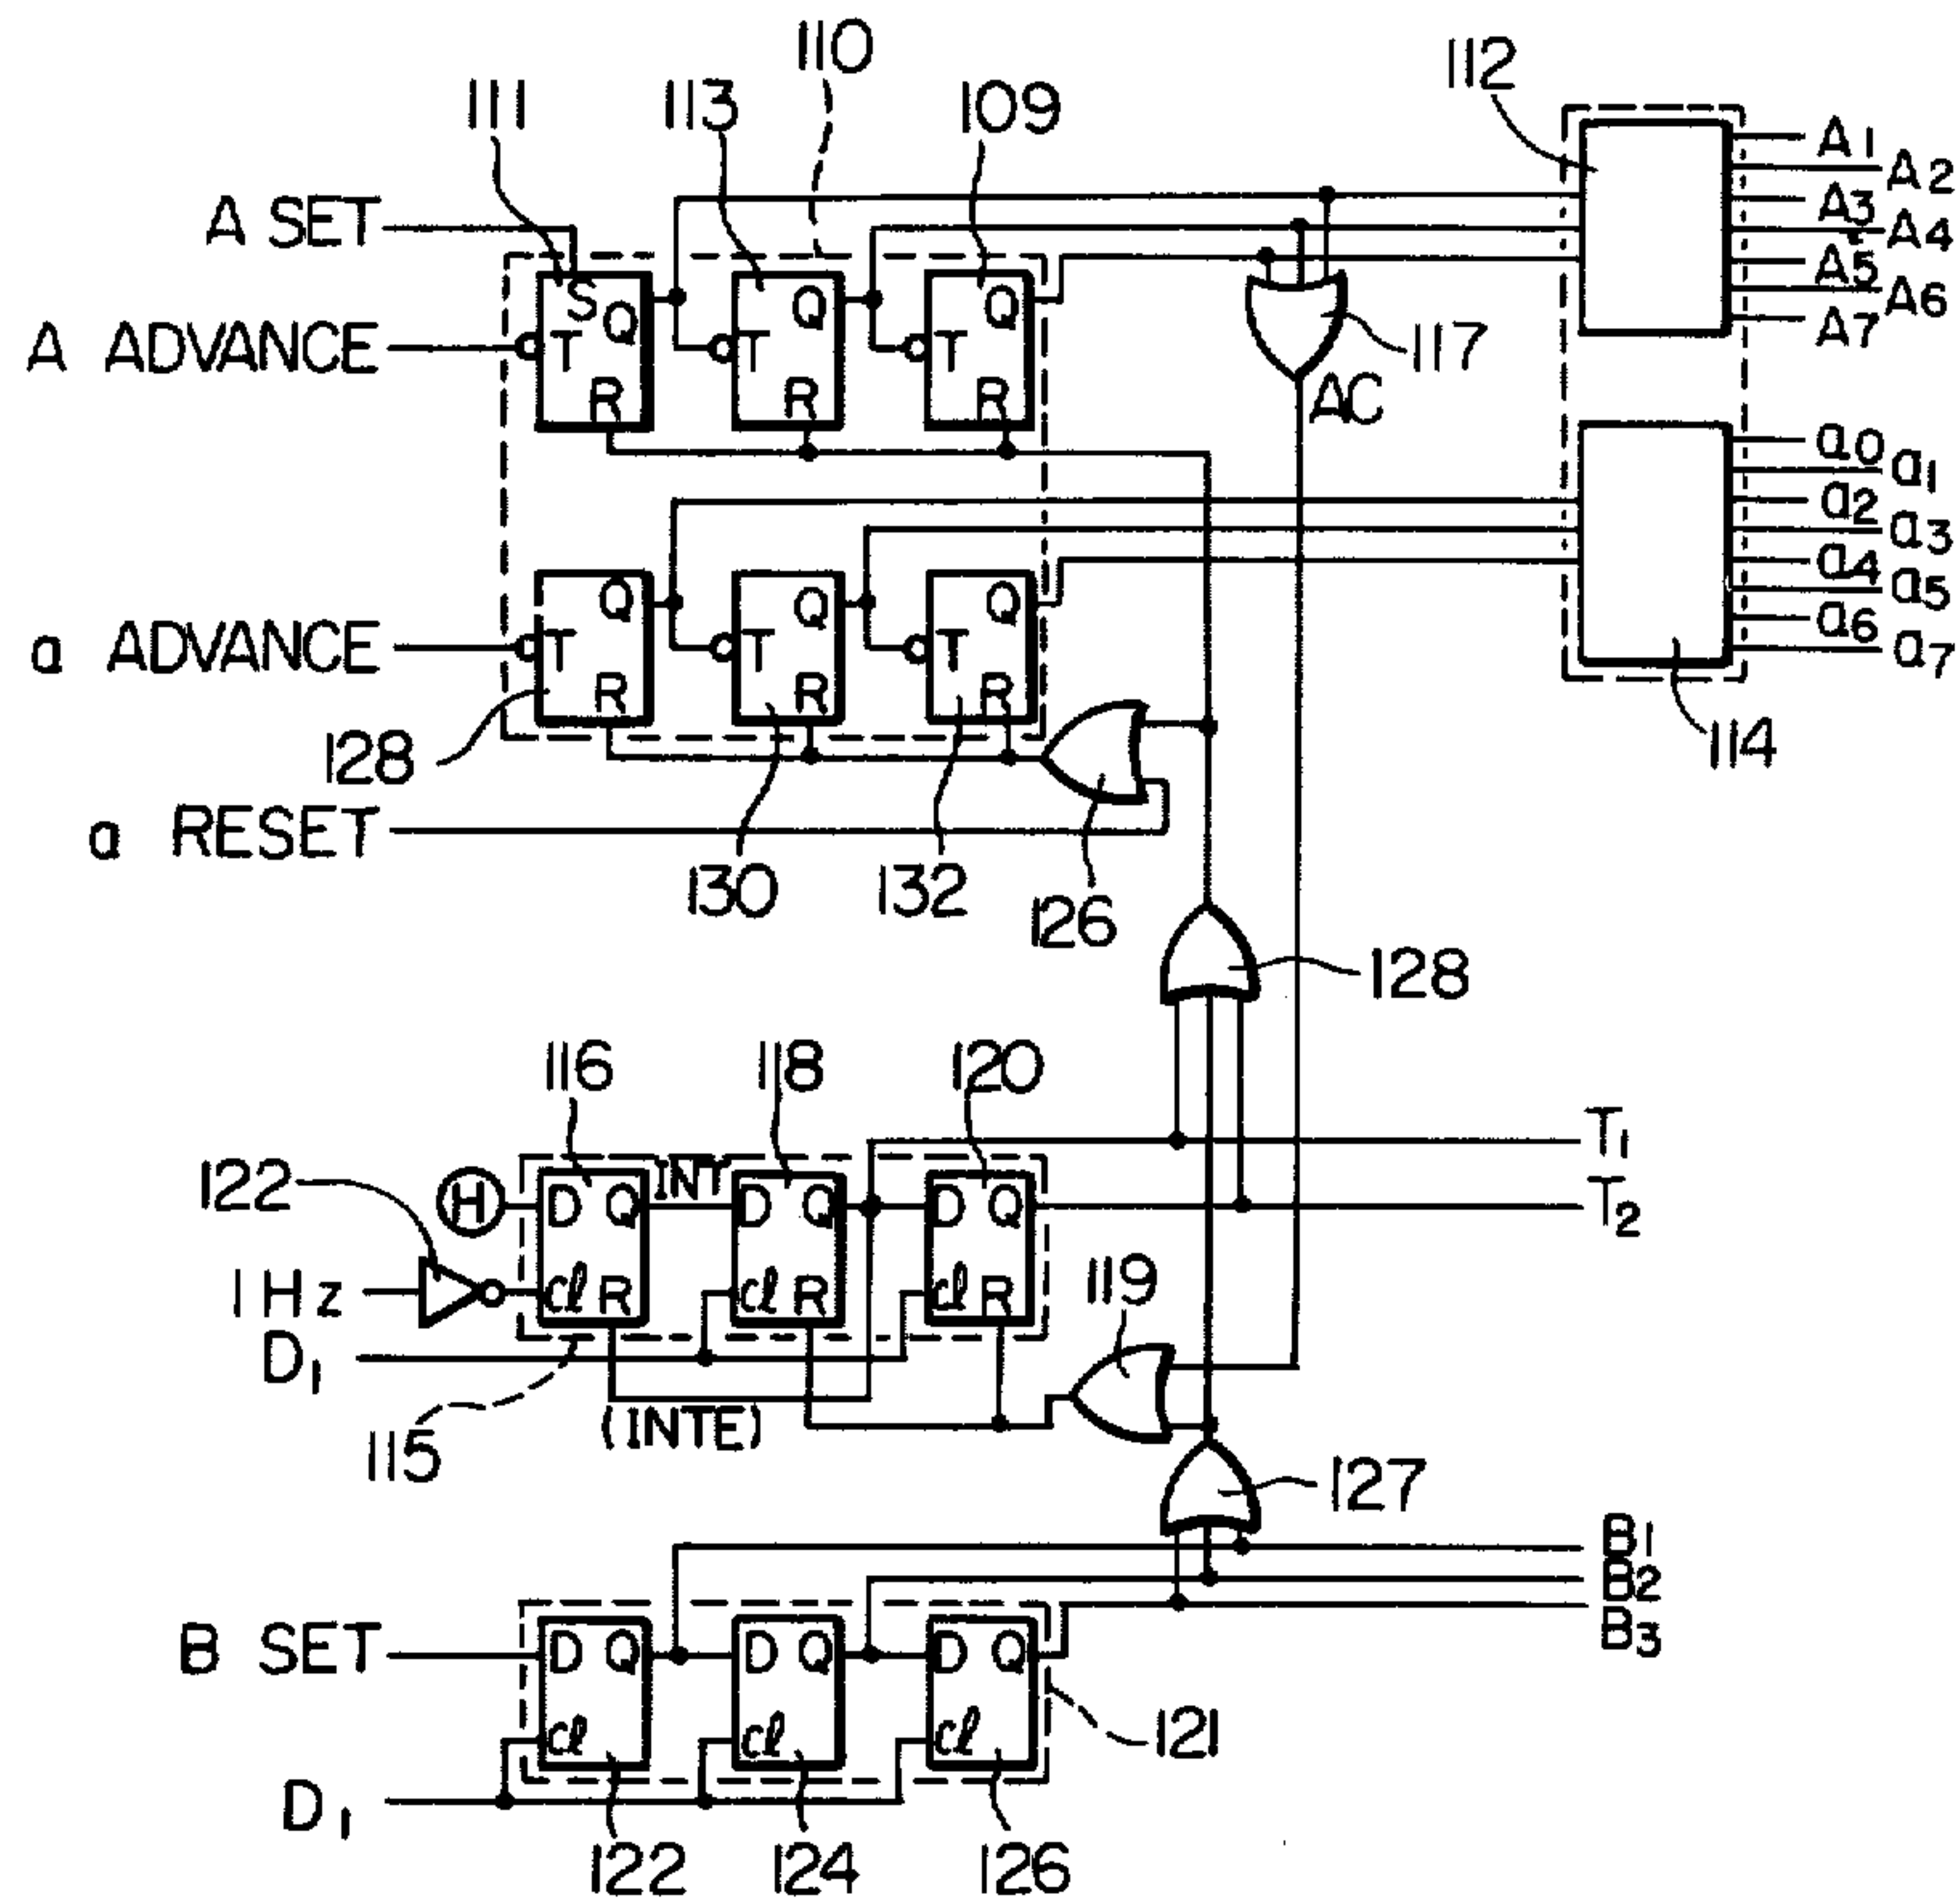 110
112
111
113
109
A1
A2
A SET
A3
A4
S
Q
Q
Q
A5
A6
A ADVANCE
T
T
T
117
A7
R
R
R
AC
a0
a1
a2
a3
Q
Q
Q
a4
a5
a ADVANCE
T
T
T
a6
a7
R
R
R
128
114
a RESET
130
132
126
128
116
118
120
T1
122
INT
T2
H
D
Q
D
Q
D
Q
119
1 Hz
cl
R
cl
R
cl
R
D1
(INTE)
115
127
B1
B2
B SET
D
Q
D
Q
D
Q
B3
cl
cl
cl
121
D1
122
124
126